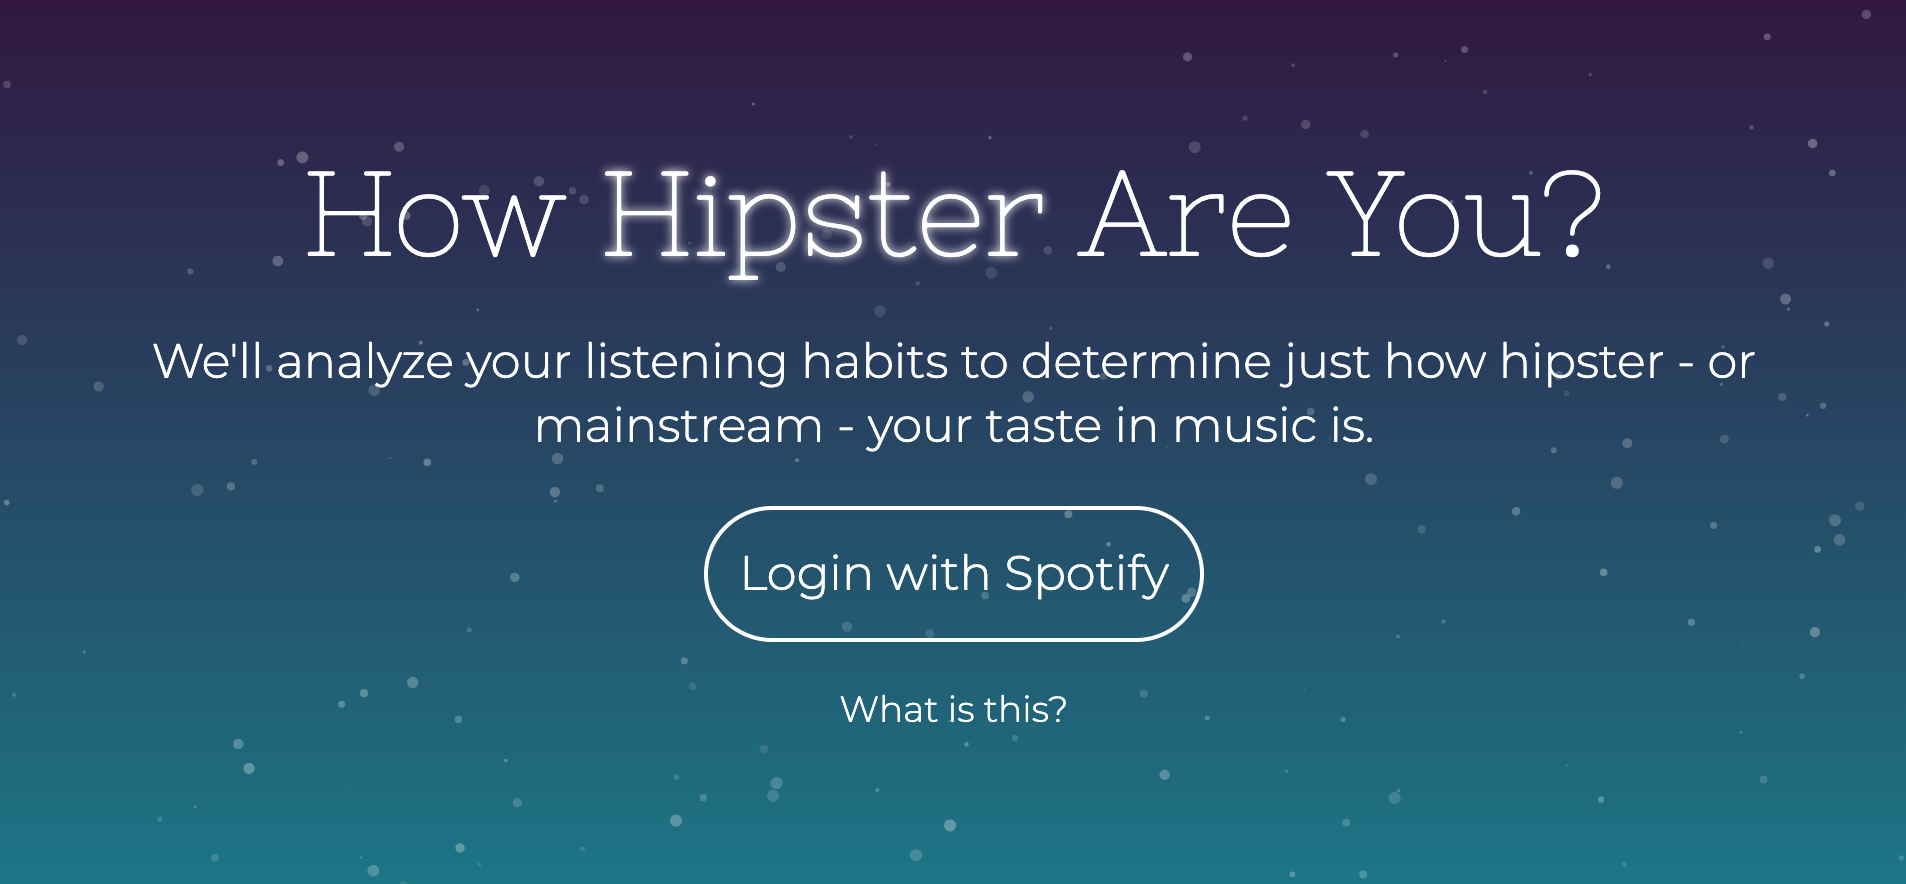 How Hipster Are You?
We'll analyze your listening habits to determine just how hipster - or
mainstream - your taste in music is.
Login with Spotify
What is this?